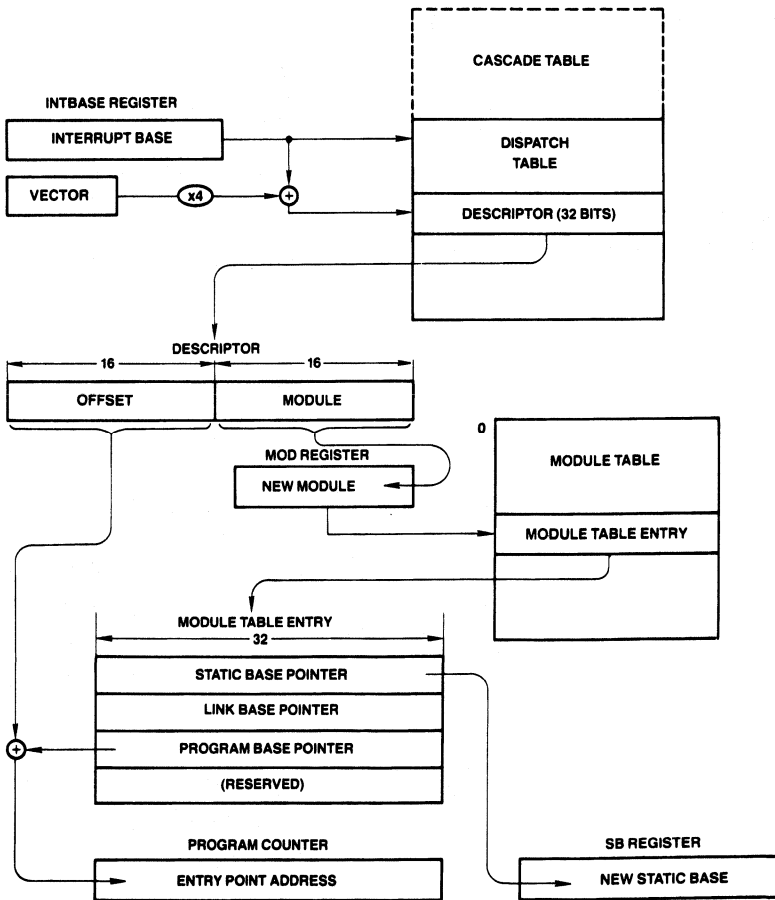 CASCADE TABLE
INTBASE REGISTER
INTERRUPT BASE
DISPATCH
TABLE
VECTOR
x4
+
DESCRIPTOR (32 BITS)
DESCRIPTOR
16
16
OFFSET
MODULE
0
MODULE TABLE
MOD REGISTER
NEW MODULE
MODULE TABLE ENTRY
MODULE TABLE ENTRY
32
STATIC BASE POINTER
LINK BASE POINTER
+
PROGRAM BASE POINTER
(RESERVED)
PROGRAM COUNTER
SB REGISTER
ENTRY POINT ADDRESS
NEW STATIC BASE